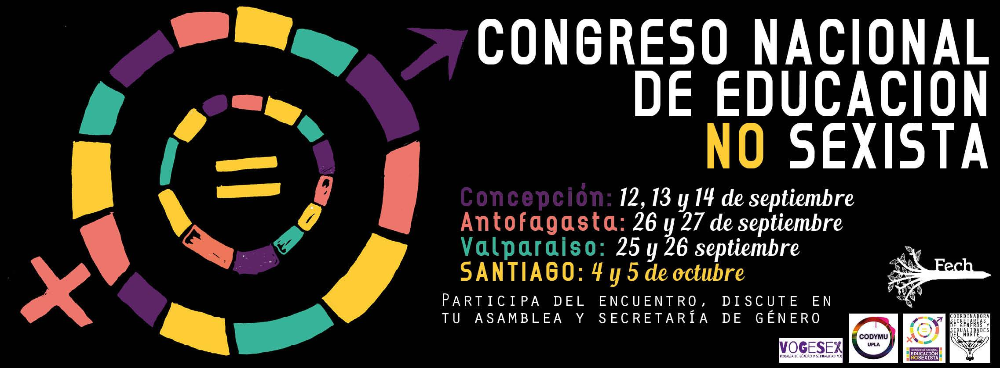 CONGRESO NACIONAL
DE EDUCACION
NO SEXISTA
Concepción: 12, 13 y 14 de septiembre
Antofagasta: 26 y 27 de septiembre
Valparaiso: 25 y 26 septiembre
SANTIAGO: 4 y 5 de octubre
PARTICIPA DEL ENCUENTRO, DISCUTE EN
TU ASAMBLEA Y SECRETARÍA DE GÉNERO
Fech
VOGESEX
VOCALÍA DE GÉNERO Y SEXUALIDAD FEC
CODYMU
UPLA
I CONGRESO NACIONAL
EDUCACIÓN
NO SEXISTA
COORDINADORA
SECRETARÍAS
DE GÉNEROS Y
SEXUALIDADES
DEL NORTE